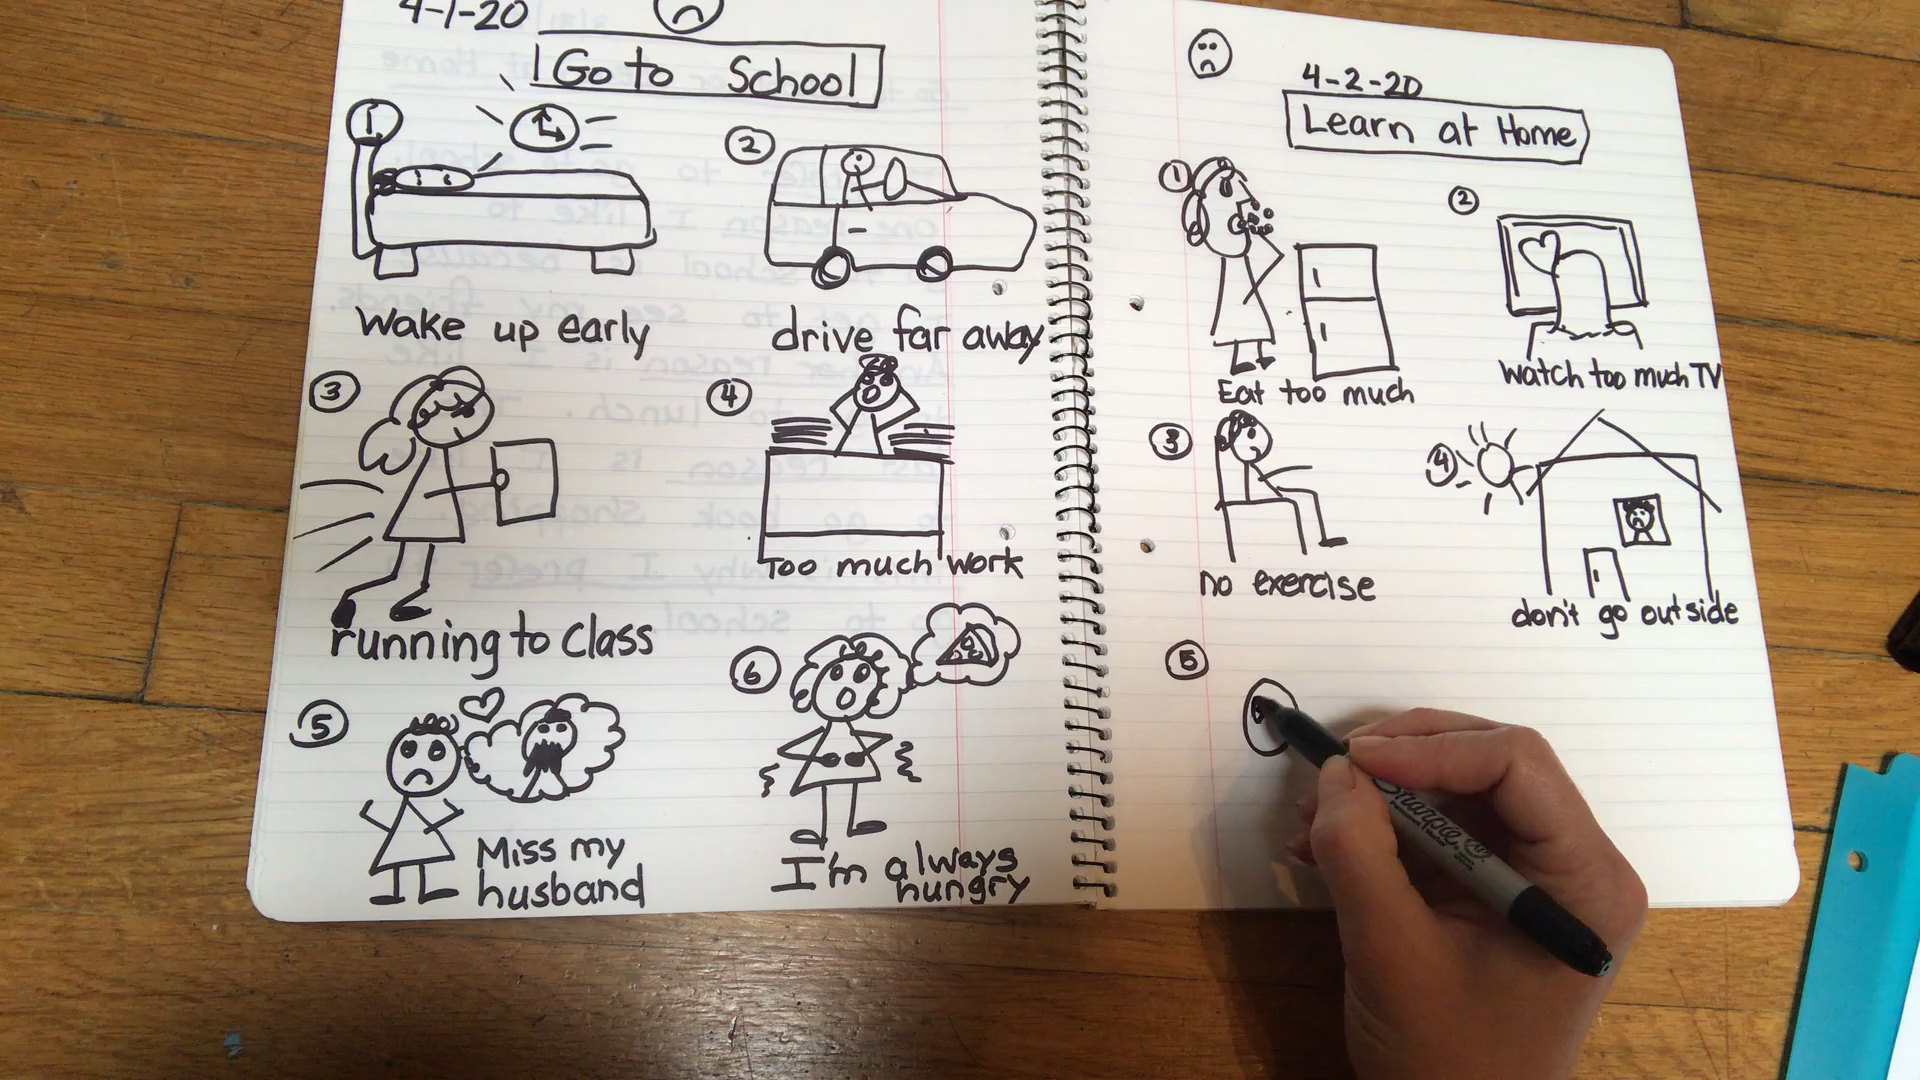 4-1-20
Go to School
1
2
wake up early
drive far away
3
4
Too much work
running to class
5
6
Miss my
husband
I'm always
hungry
4-2-20
Learn at Home
1
2
Eat too much
watch too much TV
3
4
no exercise
don't go outside
5
Sharpie